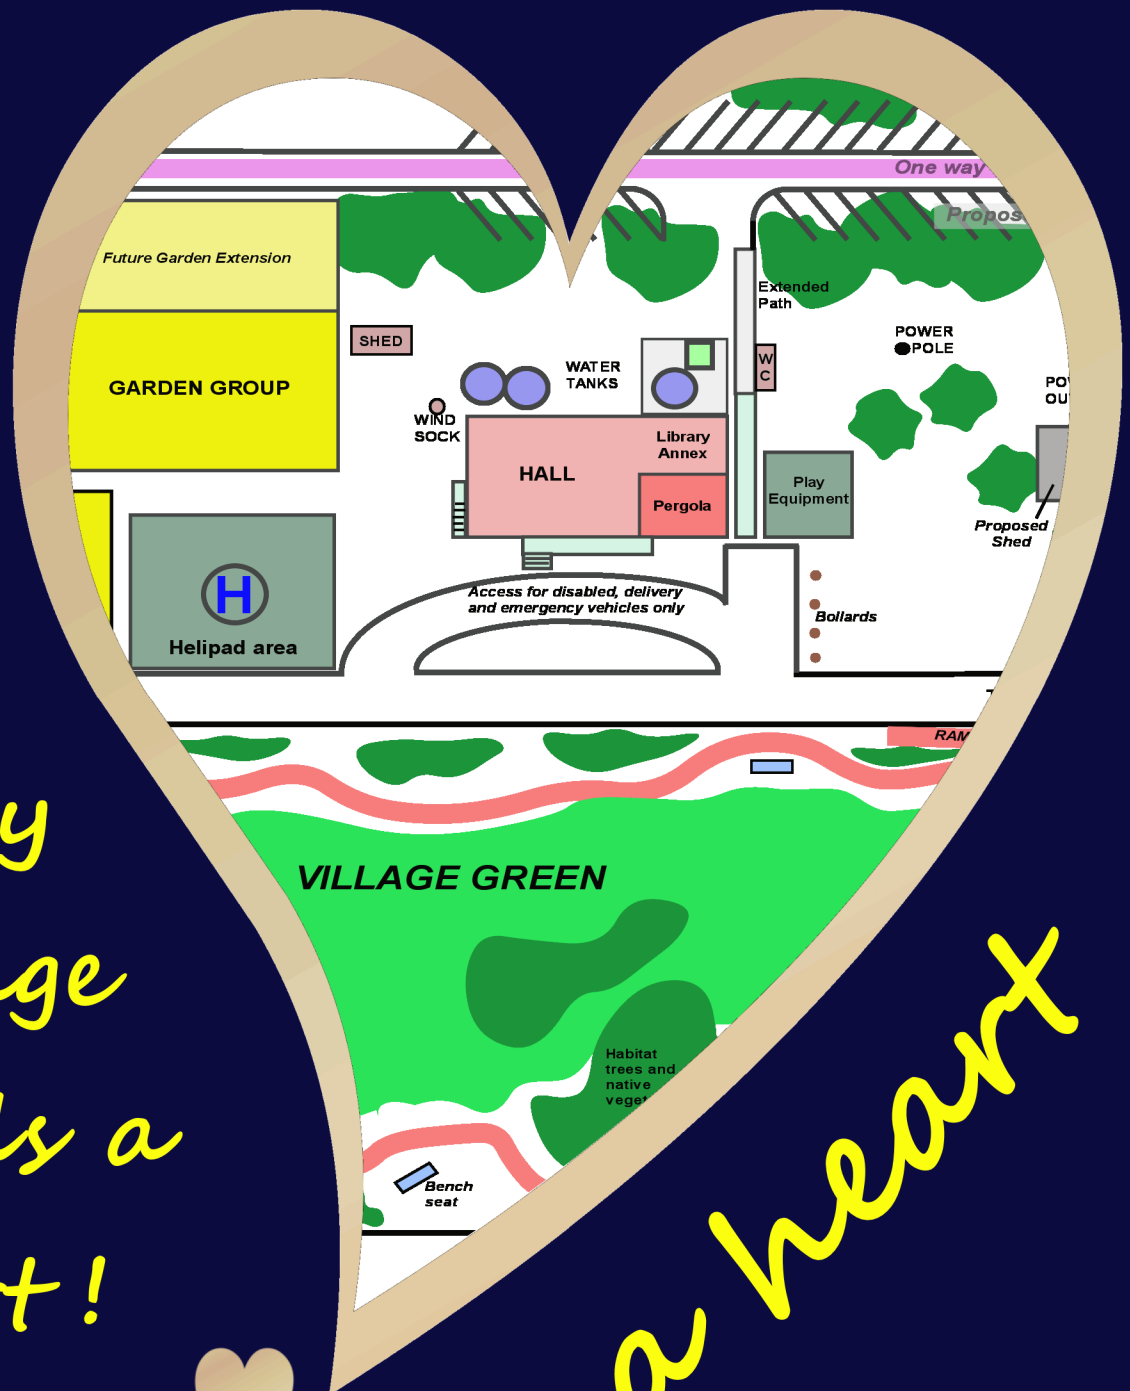 One way
Propos
Future Garden Extension
Extended
Path
SHED
POWER
POLE
WATER
TANKS
W
C
GARDEN GROUP
WIND
SOCK
Library
Annex
HALL
Play
Equipment
Pergola
Proposed
Shed
H
Access for disabled, delivery
and emergency vehicles only
Bollards
Helipad area
RAM
VILLAGE GREEN
Habitat
trees and
native
Bench
seat
y
ge
s a
t!
a heart